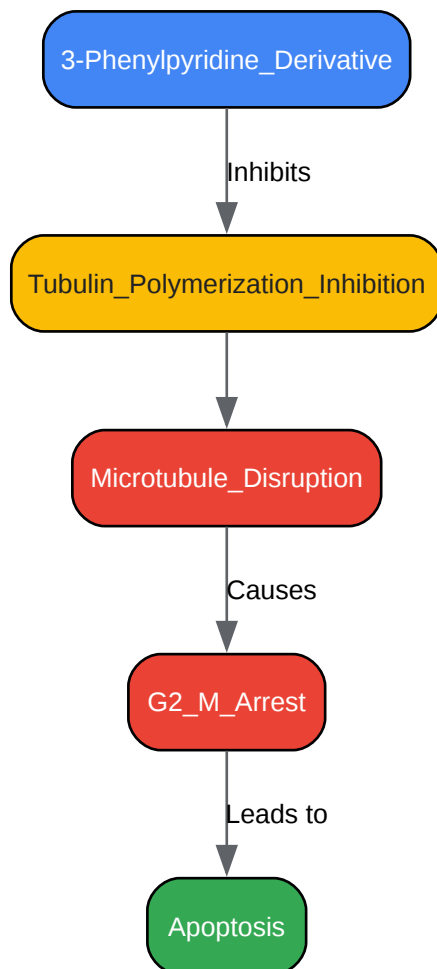 3-Phenylpyridine_Derivative
Inhibits
Tubulin_Polymerization_Inhibition
Microtubule_Disruption
Causes
G2_M_Arrest
Leads to
Apoptosis